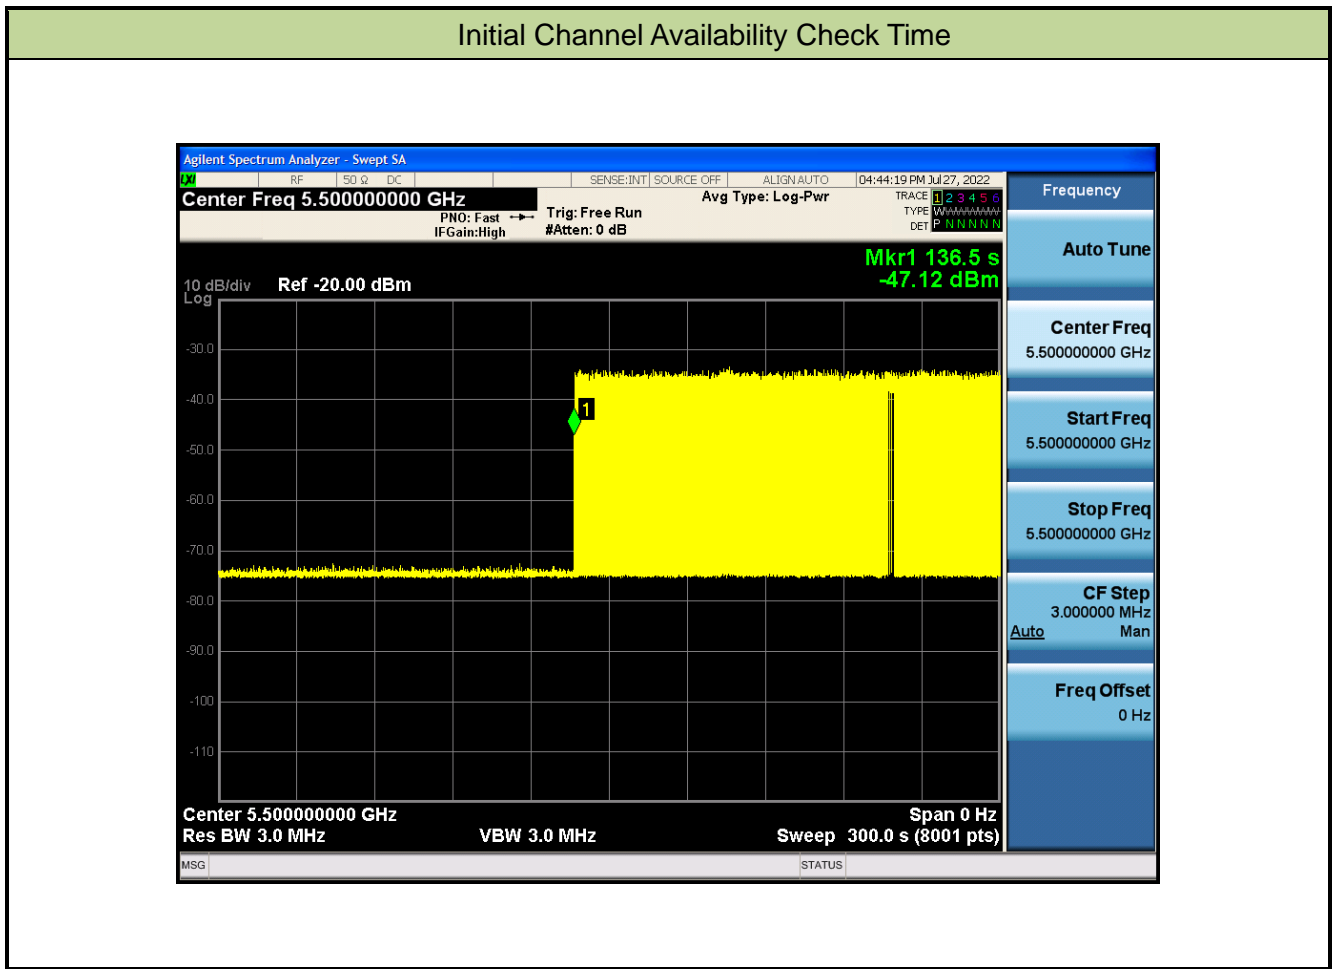 Initial Channel Availability Check Time
Agilent Spectrum Analyzer - Swept SA
LXI RF 50 Ω DC SENSE:INT SOURCE OFF ALIGN AUTO 04:44:19 PM Jul 27, 2022
Center Freq 5.500000000 GHz
PNO: Fast
IFGain:High
Trig: Free Run
#Atten: 0 dB
Avg Type: Log-Pwr
TRACE 1 2 3 4 5 6
TYPE WWWWWW
DET P N N N N N
Mkr1 136.5 s
-47.12 dBm
10 dB/div Ref -20.00 dBm
Log
-30.0
-40.0
-50.0
-60.0
-70.0
-80.0
-90.0
-100
-110
1
Center 5.500000000 GHz Span 0 Hz
Res BW 3.0 MHz VBW 3.0 MHz Sweep 300.0 s (8001 pts)
MSG STATUS
Frequency
Auto Tune
Center Freq
5.500000000 GHz
Start Freq
5.500000000 GHz
Stop Freq
5.500000000 GHz
CF Step
3.000000 MHz
Auto Man
Freq Offset
0 Hz